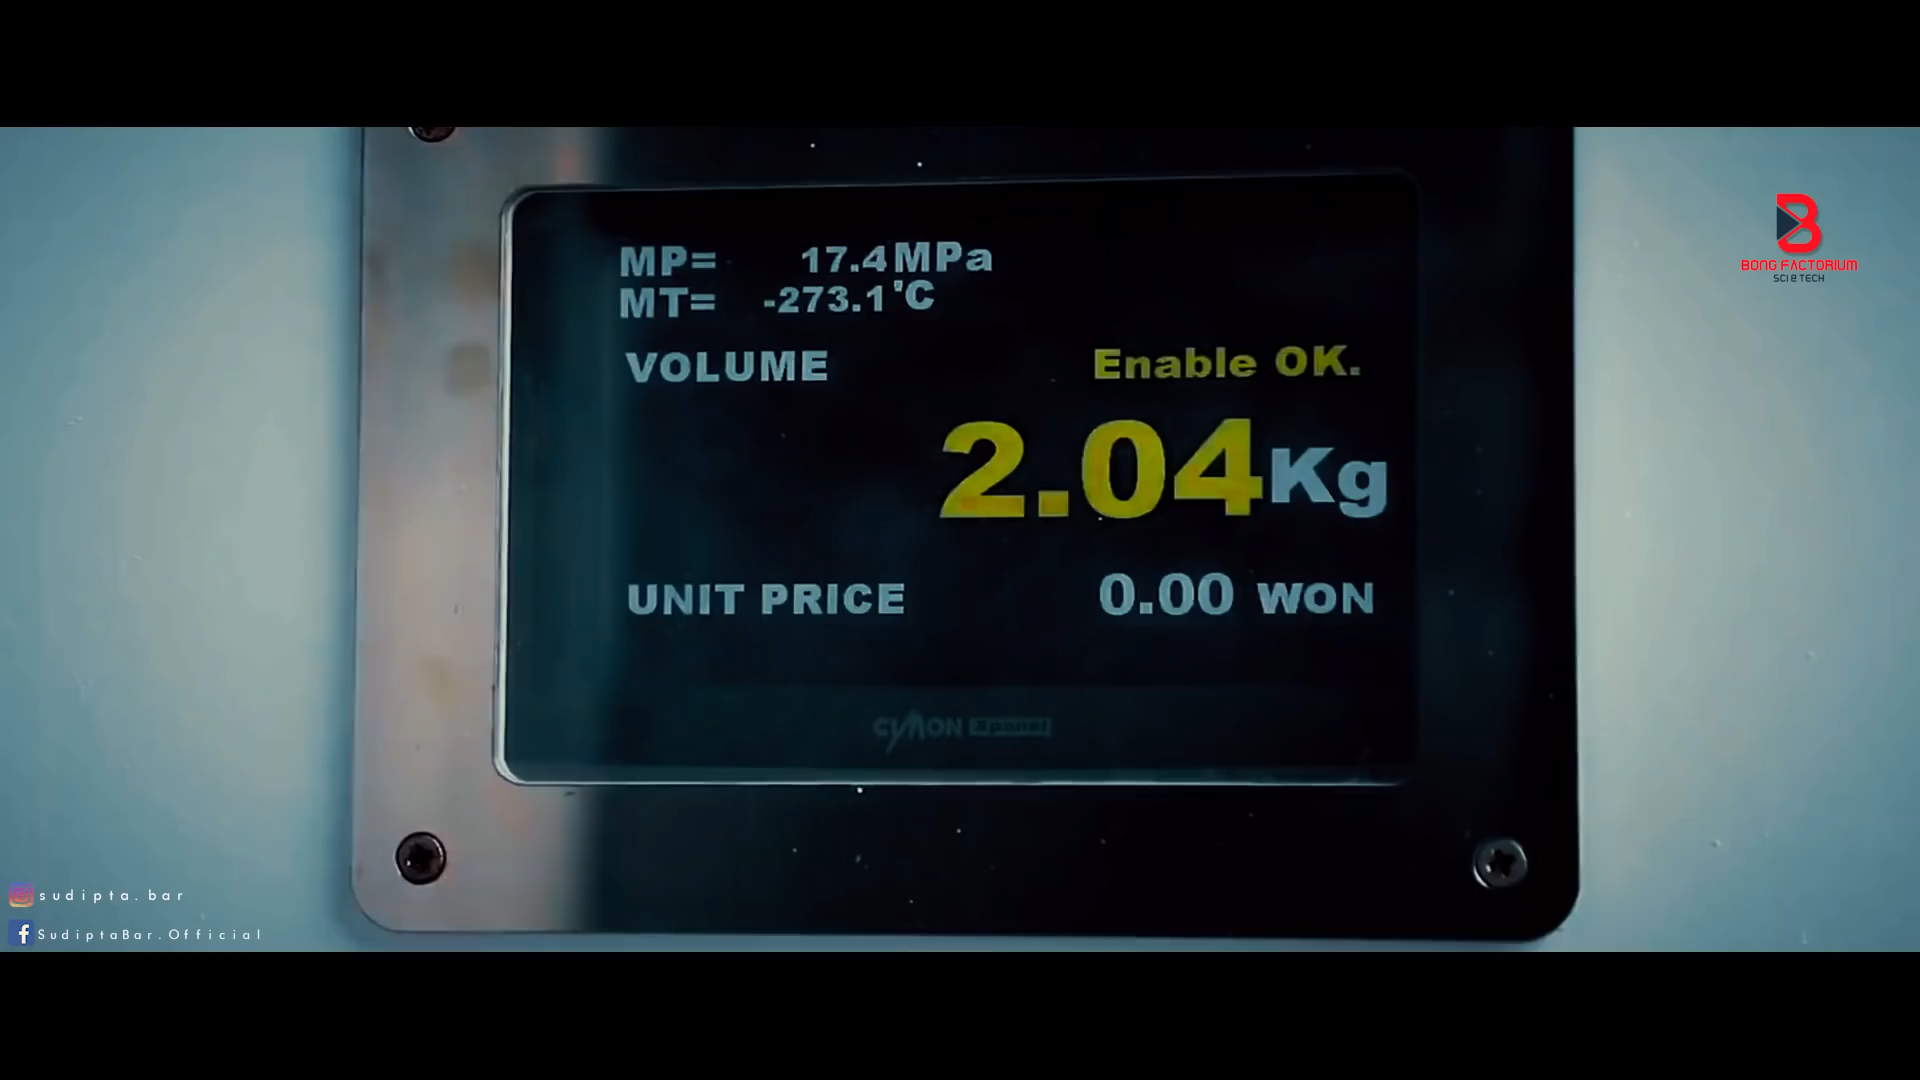 MP= 17.4MPa
MT= -273.1'C
VOLUME Enable OK.
2.04Kg
UNIT PRICE 0.00 WON
CIMON
BONG FACTORIUM
SCI e TECH
sudipta.bar
SudiptaBar.Official